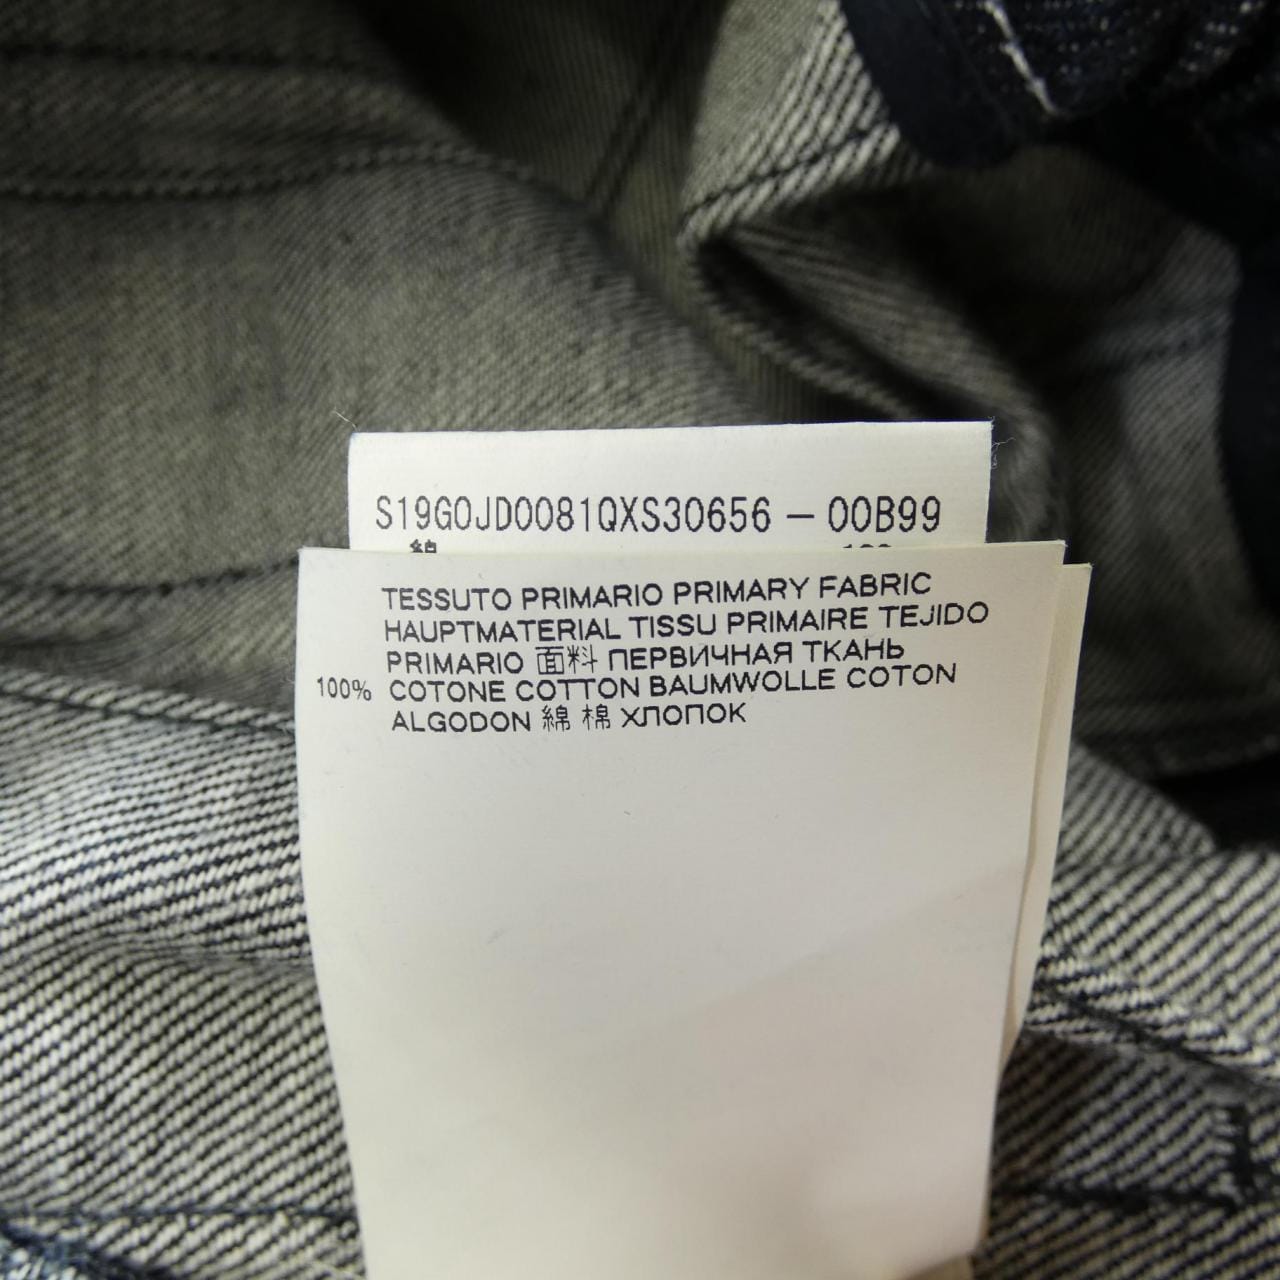 S19G0JD0081QXS30656 – 00B99
綿
TESSUTO PRIMARIO PRIMARY FABRIC
HAUPTMATERIAL TISSU PRIMAIRE TEJIDO
PRIMARIO 面料 ПЕРВИЧНАЯ ТКАНЬ
100% COTONE COTTON BAUMWOLLE COTON
ALGODON 綿 棉 ХЛОПОК